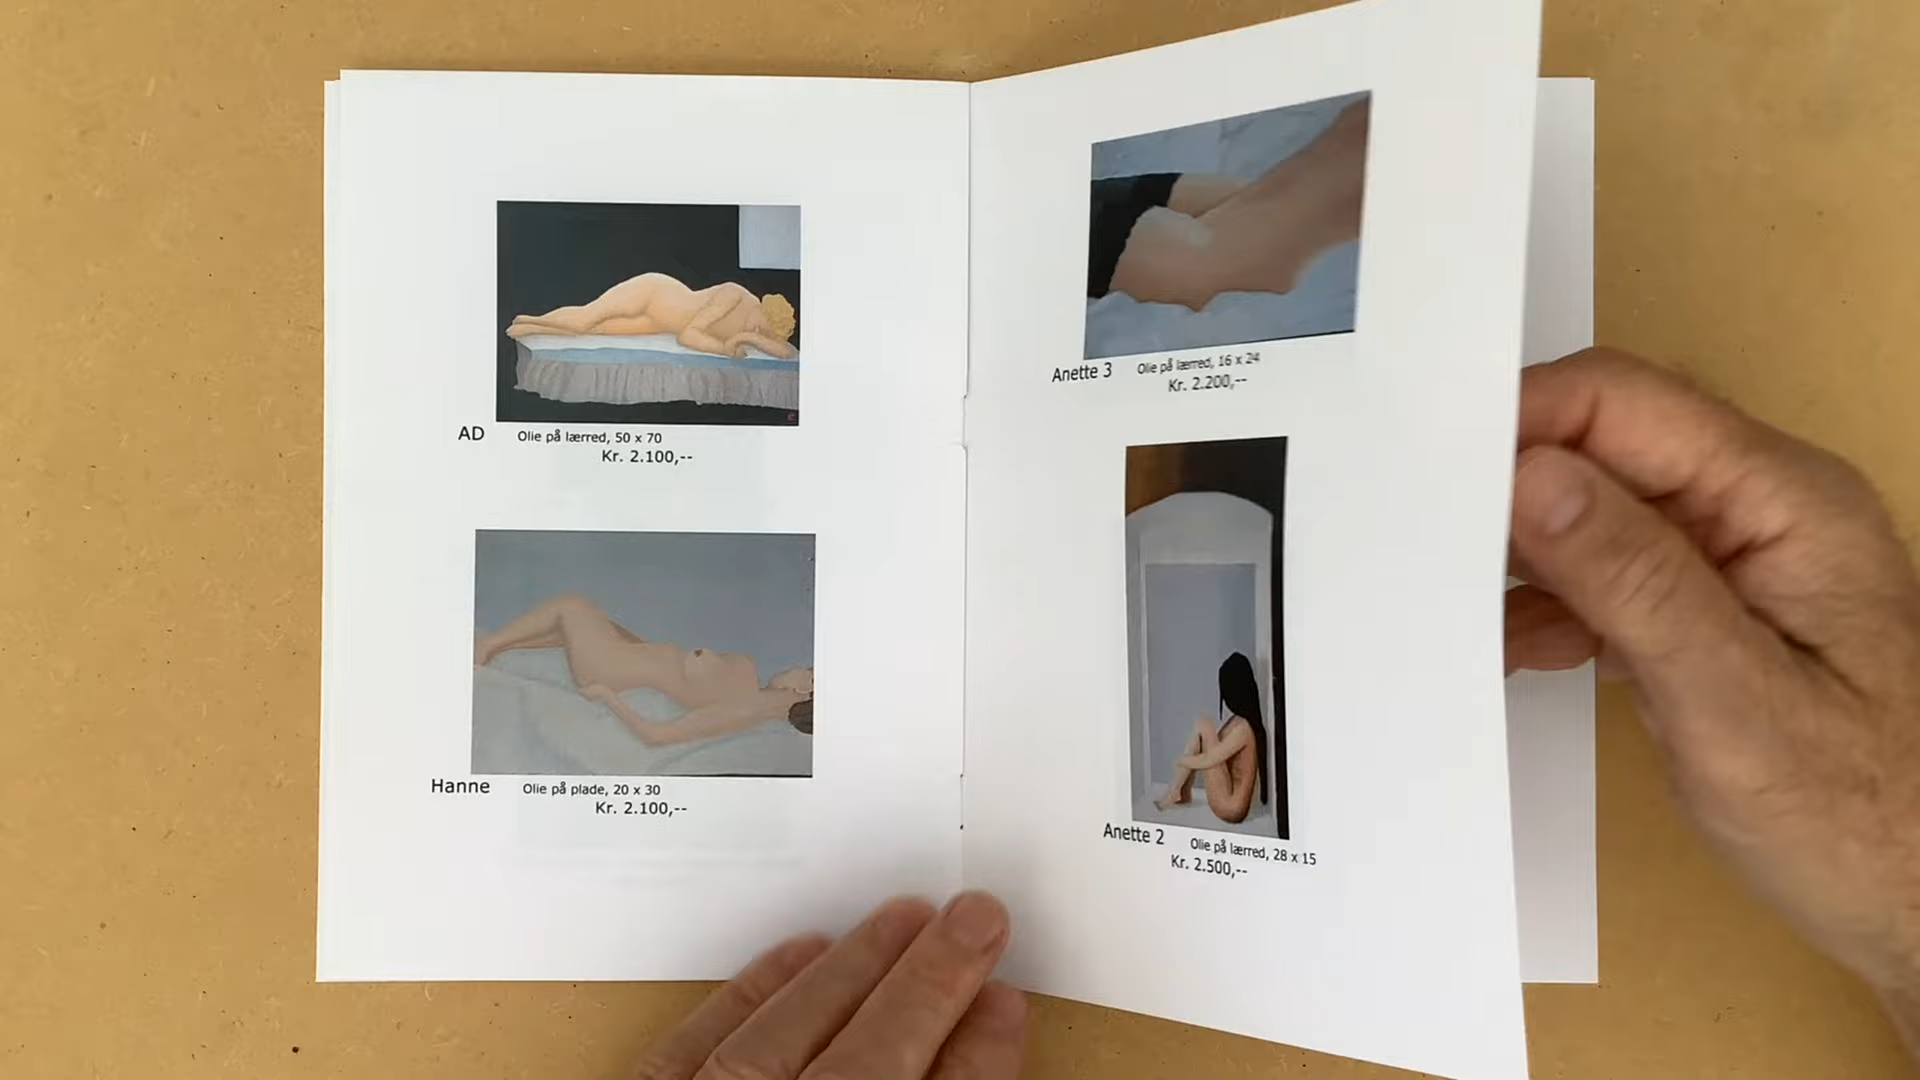 AD Olie på lærred, 50 x 70
Kr. 2.100,--
Hanne Olie på plade, 20 x 30
Kr. 2.100,--
Anette 3 Olie på lærred, 16 x 24
Kr. 2.200,--
Anette 2 Olie på lærred, 28 x 15
Kr. 2.500,--